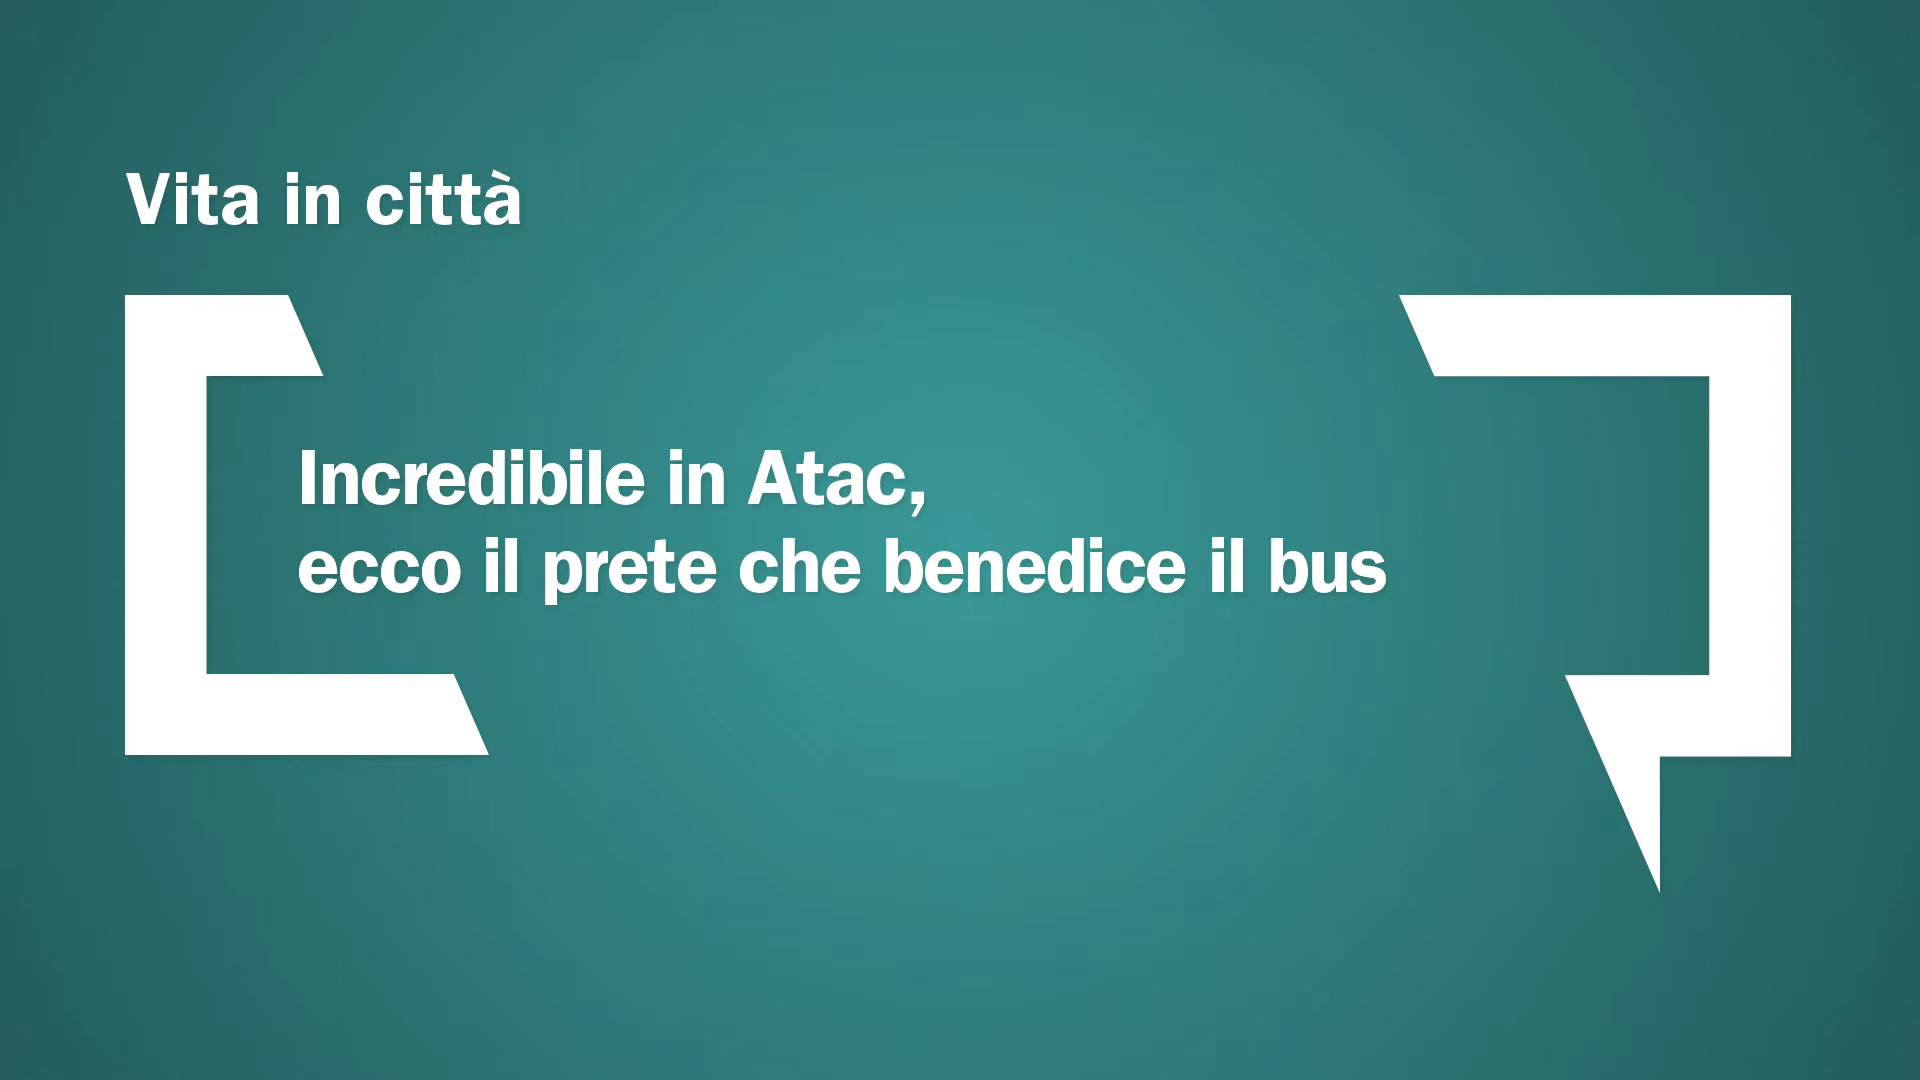 Vita in città
Incredibile in Atac,
ecco il prete che benedice il bus